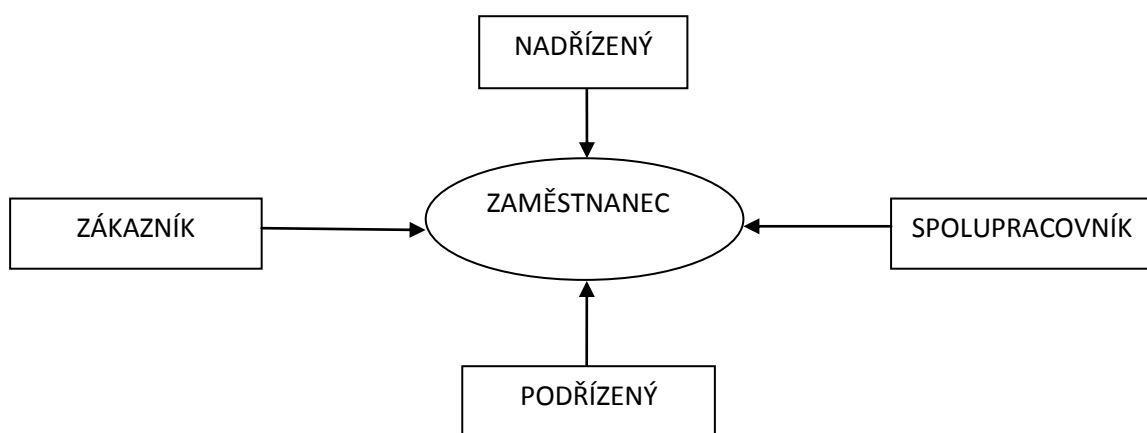 NADŘÍZENÝ
ZAMĚSTNANEC
ZÁKAZNÍK
SPOLUPRACOVNÍK
PODŘÍZENÝ